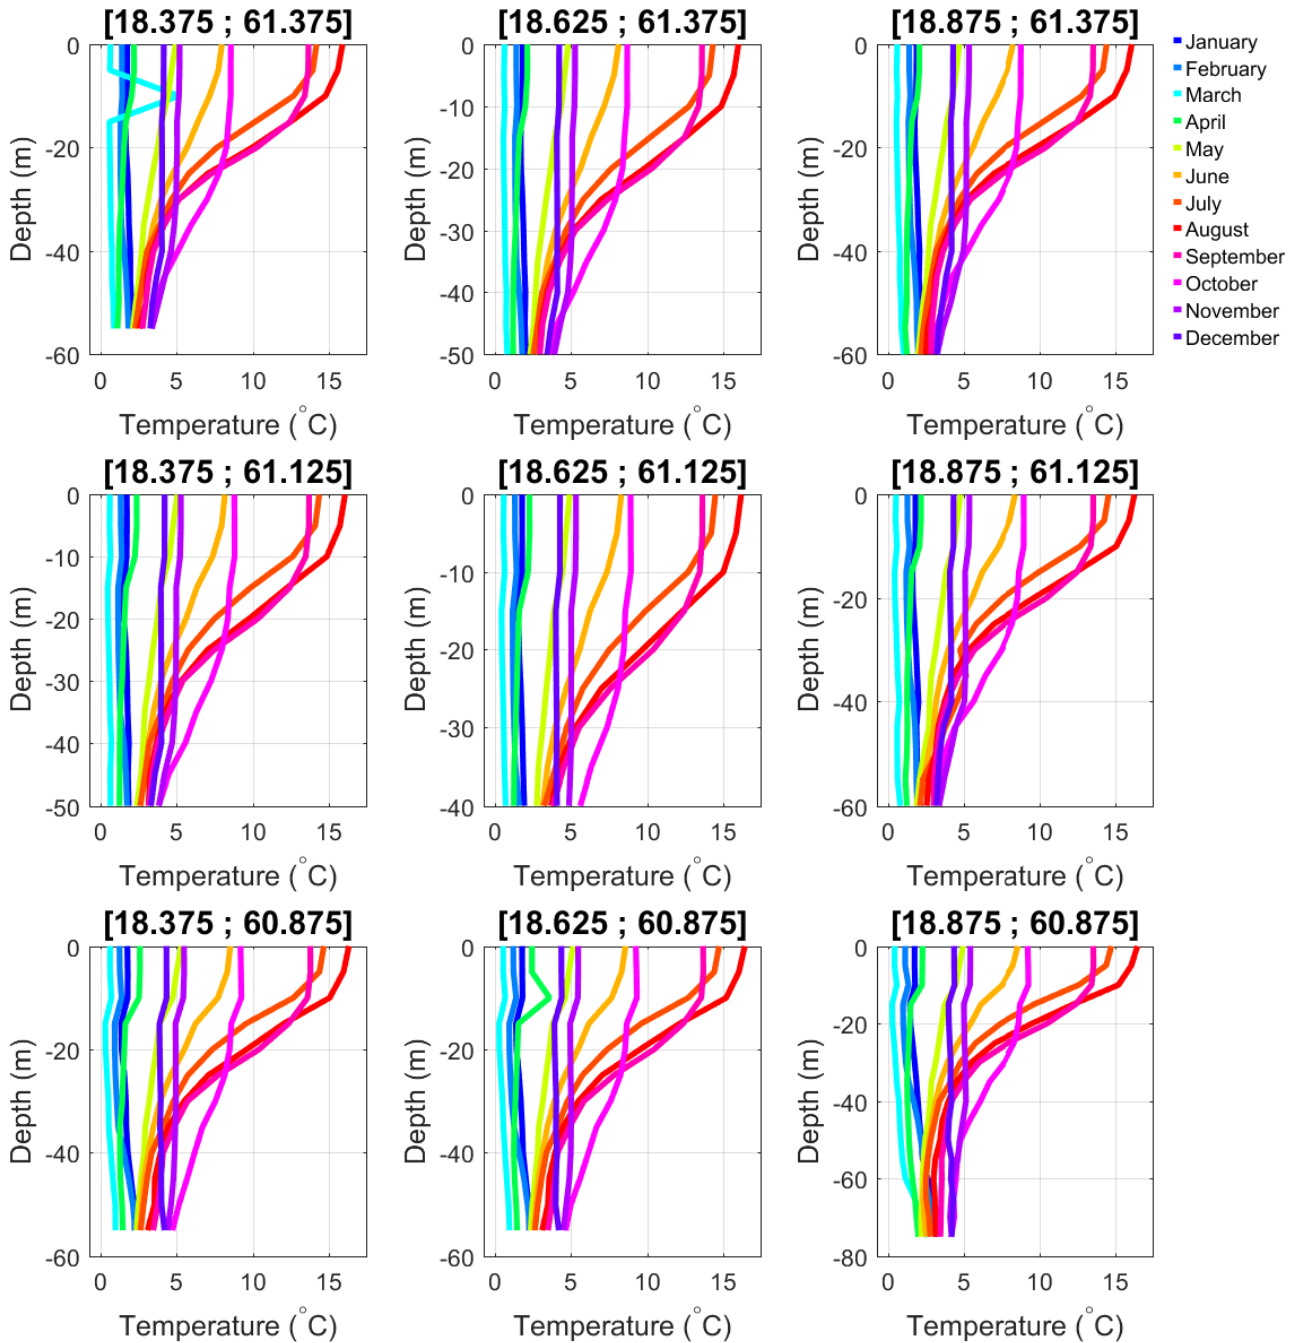 [18.375 ; 61.375]
0
-20
-40
-60
0 5 10 15
Depth (m)
Temperature (°C)
[18.625 ; 61.375]
0
-10
-20
-30
-40
-50
0 5 10 15
Depth (m)
Temperature (°C)
[18.875 ; 61.375]
0
-20
-40
-60
0 5 10 15
Depth (m)
Temperature (°C)
January
February
March
April
May
June
July
August
September
October
November
December
[18.375 ; 61.125]
0
-10
-20
-30
-40
-50
0 5 10 15
Depth (m)
Temperature (°C)
[18.625 ; 61.125]
0
-10
-20
-30
-40
0 5 10 15
Depth (m)
Temperature (°C)
[18.875 ; 61.125]
0
-20
-40
-60
0 5 10 15
Depth (m)
Temperature (°C)
[18.375 ; 60.875]
0
-20
-40
-60
0 5 10 15
Depth (m)
Temperature (°C)
[18.625 ; 60.875]
0
-20
-40
-60
0 5 10 15
Depth (m)
Temperature (°C)
[18.875 ; 60.875]
0
-20
-40
-60
-80
0 5 10 15
Depth (m)
Temperature (°C)